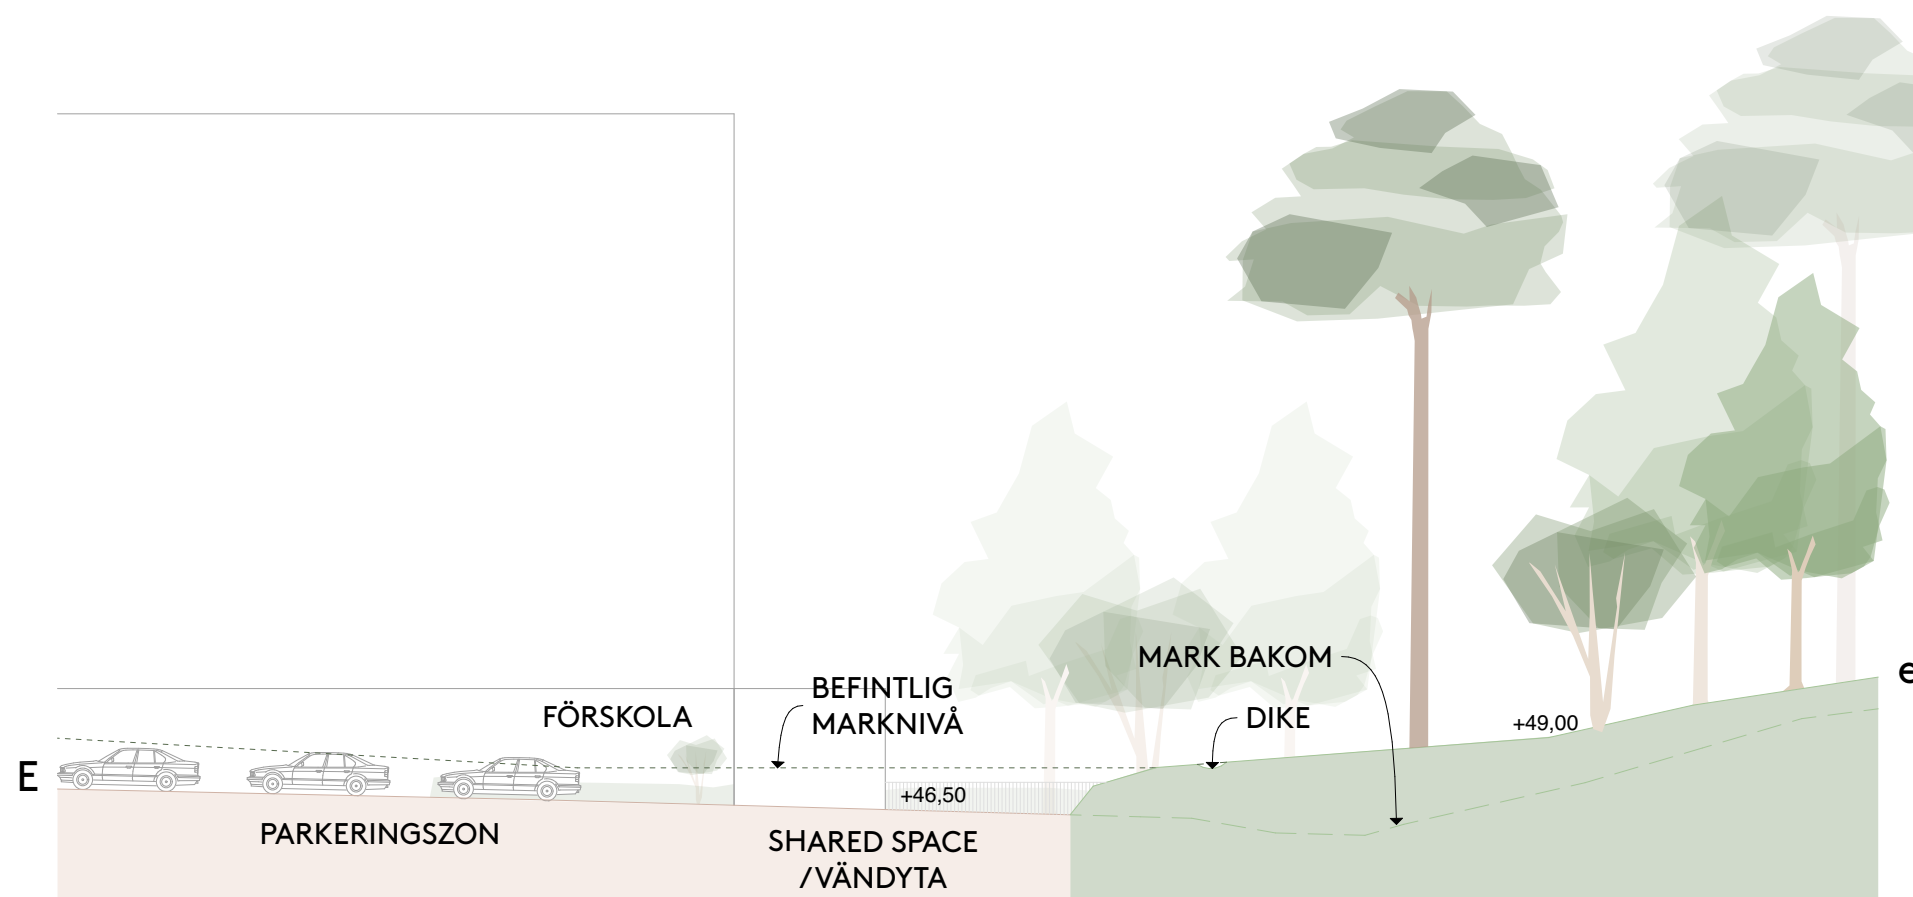 MARK BAKOM
e
BEFINTLIG
MARKNIVÅ
FÖRSKOLA
DIKE
+49,00
E
+46,50
PARKERINGSZON
SHARED SPACE
/VÄNDYTA